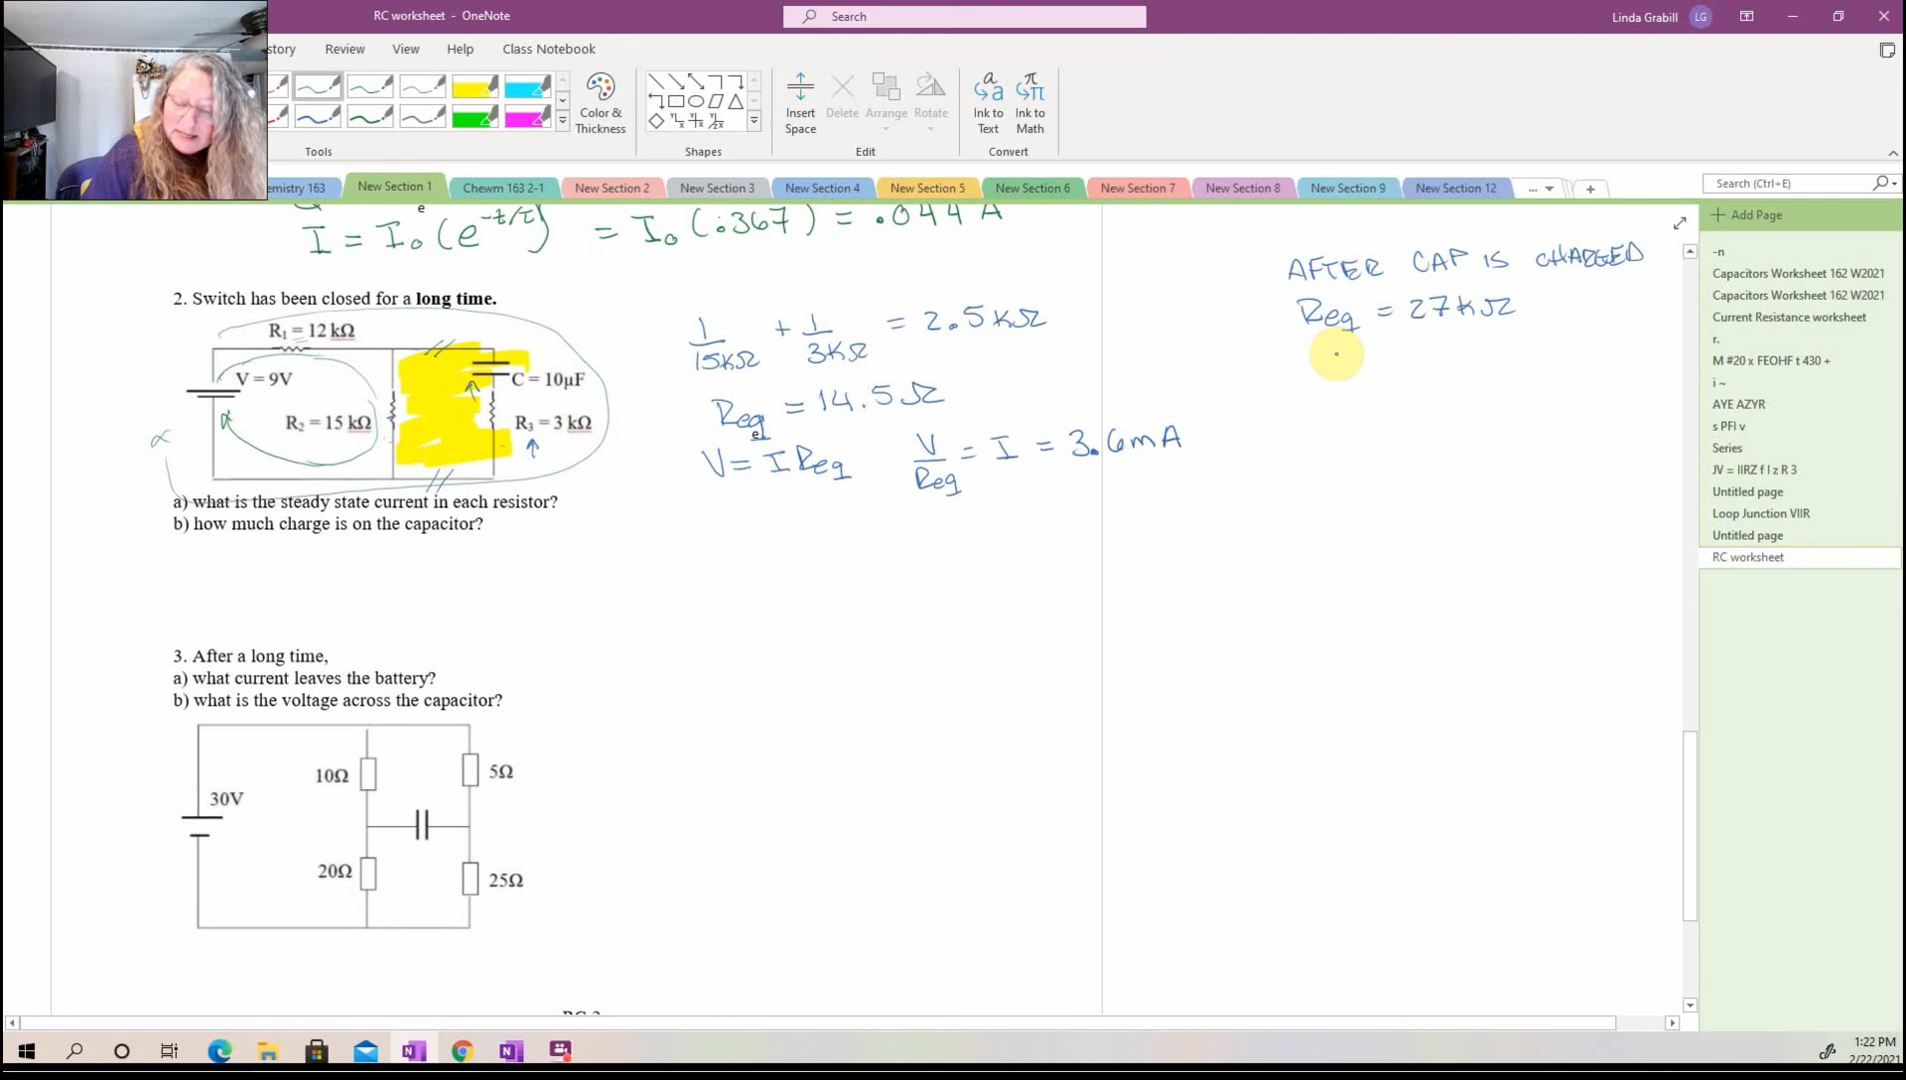 RC worksheet - OneNote
Search
Linda Grabill
LG
story
Review
View
Help
Class Notebook
Color & Thickness
Insert Space
Delete
Arrange
Rotate
Ink to Text
Ink to Math
Tools
Shapes
Edit
Convert
emistry 163
New Section 1
Chewm 163 2-1
New Section 2
New Section 3
New Section 4
New Section 5
New Section 6
New Section 7
New Section 8
New Section 9
New Section 12
...
Search (Ctrl+E)
Add Page
-n
Capacitors Worksheet 162 W2021
Capacitors Worksheet 162 W2021
Current Resistance worksheet
r.
M #20 x FEOHF t 430 +
i ~
AYE AZYR
s PFI v
Series
JV = IIRZ f l z R 3
Untitled page
Loop Junction VIIR
Untitled page
RC worksheet
e
I = I₀ (e^-t/τ) = I₀ (.367) = .044 A
2. Switch has been closed for a long time.
R₁ = 12 kΩ
V = 9V
C = 10μF
R₂ = 15 kΩ
R₃ = 3 kΩ
a) what is the steady state current in each resistor?
b) how much charge is on the capacitor?
1/15KΩ + 1/3KΩ = 2.5KΩ
Req = 14.5Ω
e
V = I Req
V/Req = I = 3.6mA
AFTER CAP IS CHARGED
Req = 27KΩ
3. After a long time,
a) what current leaves the battery?
b) what is the voltage across the capacitor?
10Ω
5Ω
30V
20Ω
25Ω
1:22 PM
2/22/2021